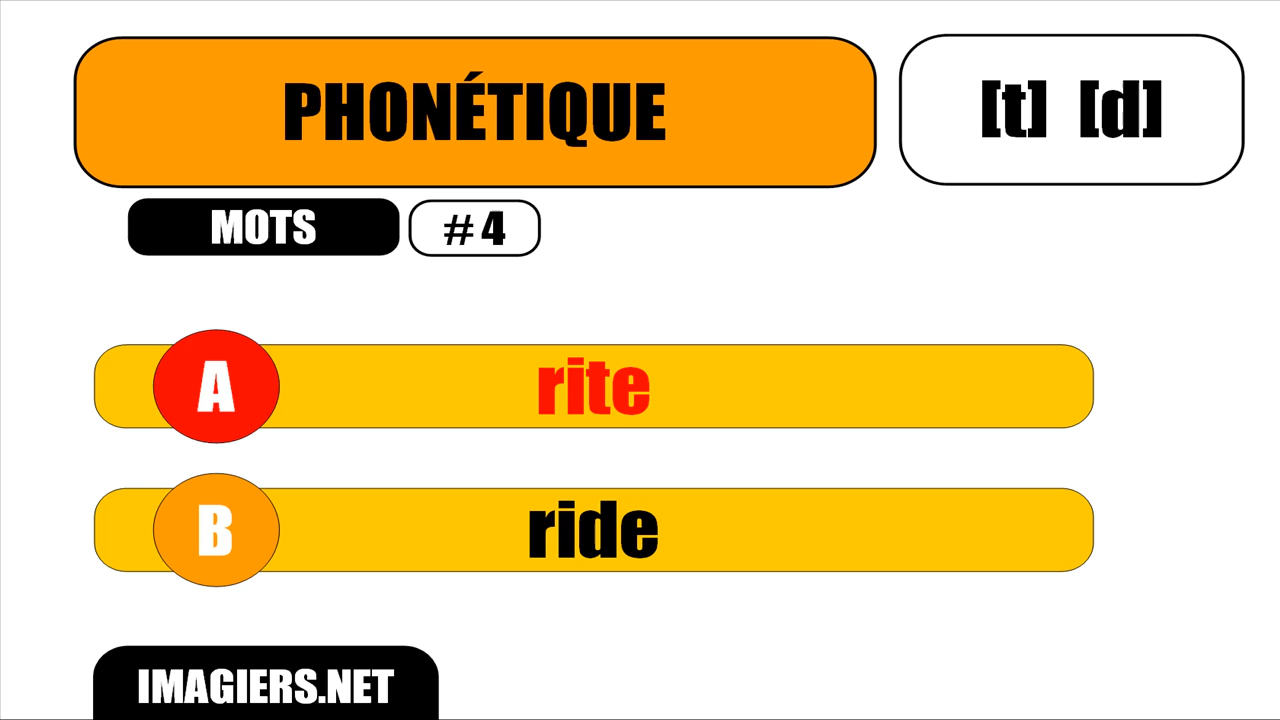 PHONÉTIQUE
[t] [d]
MOTS
# 4
A rite
B ride
IMAGIERS.NET